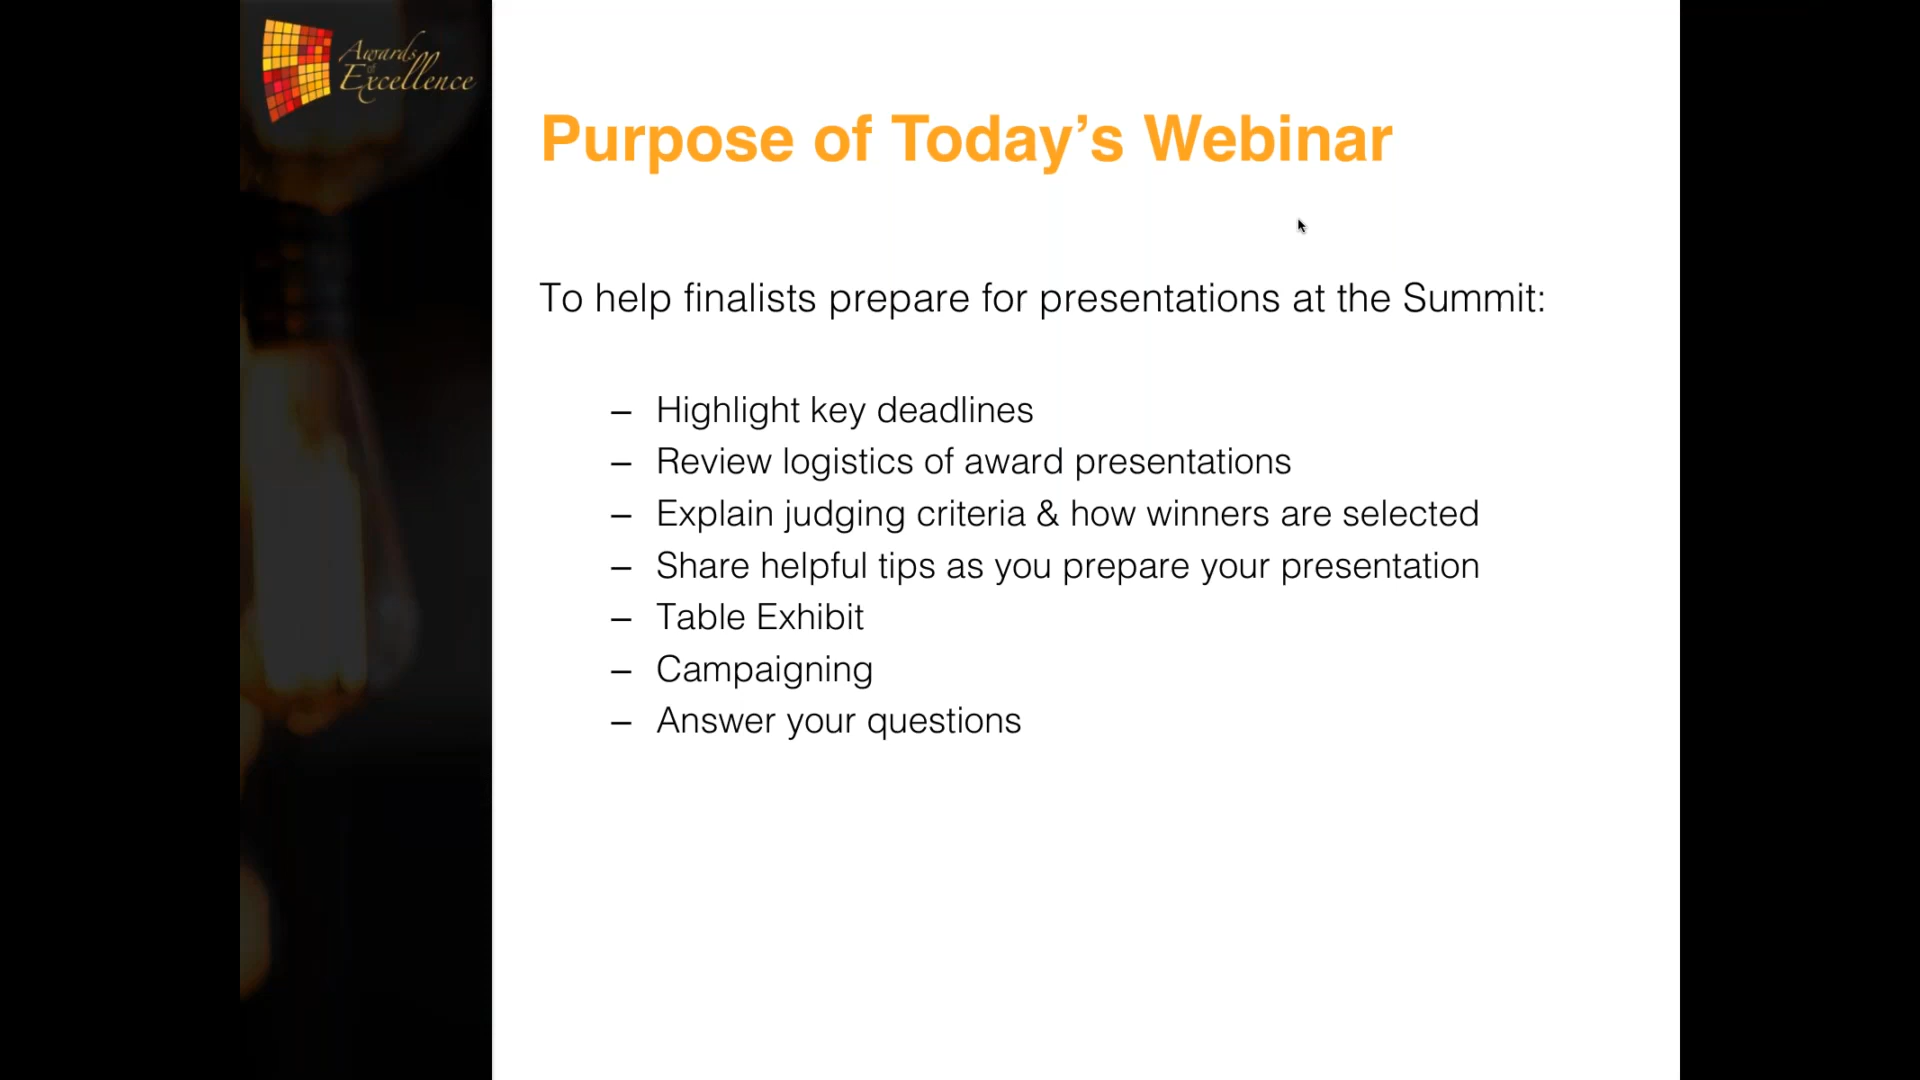 Awards
of
Excellence
Purpose of Today’s Webinar
To help finalists prepare for presentations at the Summit:
– Highlight key deadlines
– Review logistics of award presentations
– Explain judging criteria & how winners are selected
– Share helpful tips as you prepare your presentation
– Table Exhibit
– Campaigning
– Answer your questions